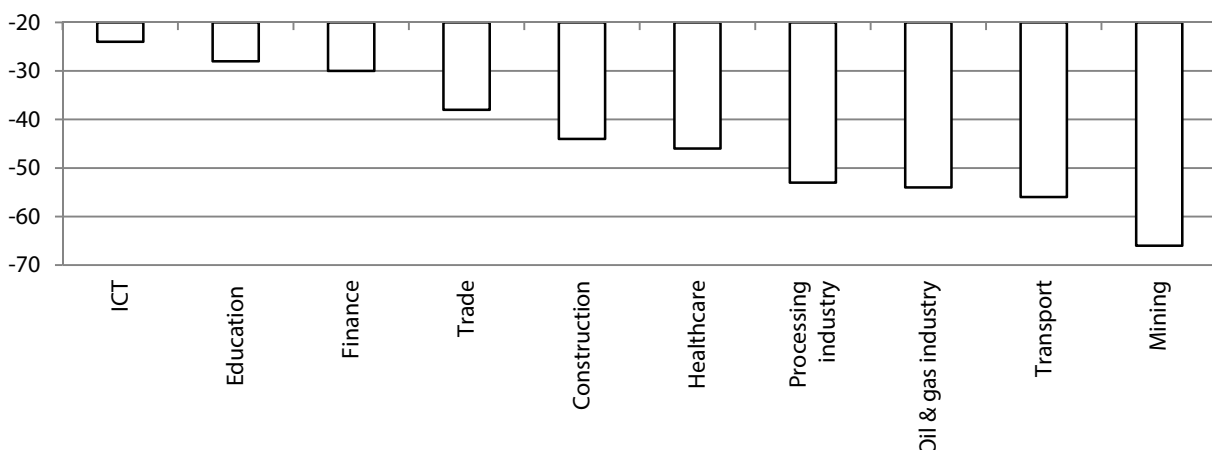 -20
-30
-40
-50
-60
-70
ICT
Education
Finance
Trade
Construction
Healthcare
Processing
industry
Oil & gas industry
Transport
Mining